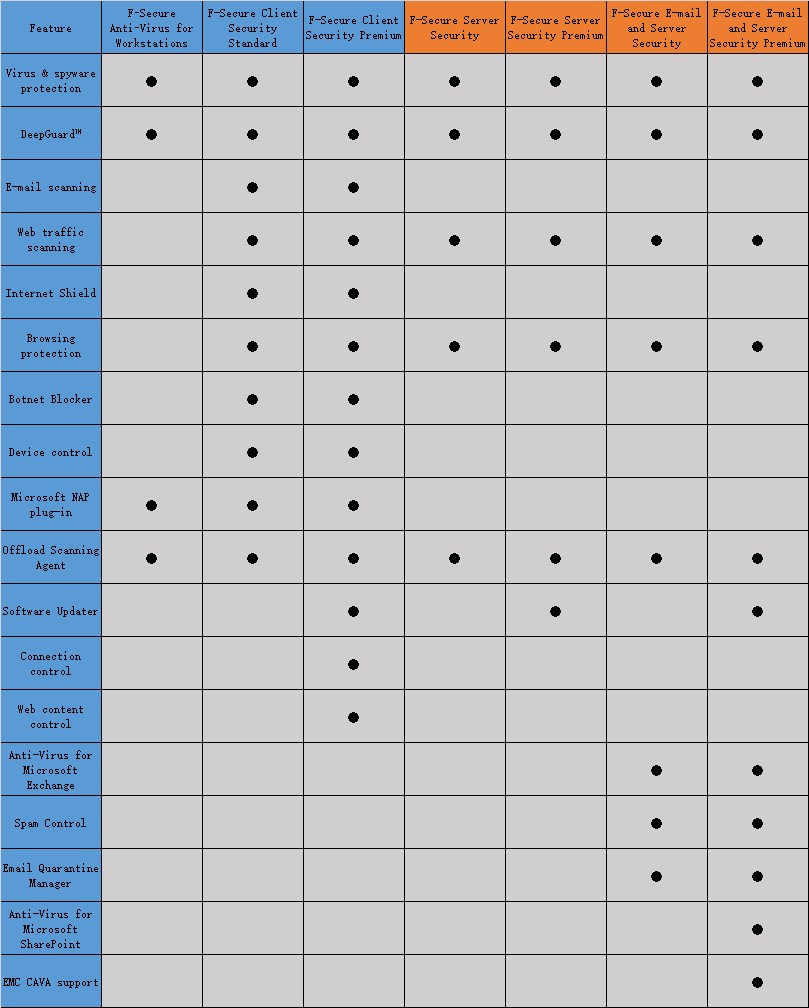 Feature
F-Secure
Anti-Virus for
Workstations
F-Secure Client
Security
Standard
F-Secure Client
Security Premium
F-Secure Server
Security
F-Secure Server
Security Premium
F-Secure E-mail
and Server
Security
F-Secure E-mail
and Server
Security Premium
Virus & spyware
protection
DeepGuard™
E-mail scanning
Web traffic
scanning
Internet Shield
Browsing
protection
Botnet Blocker
Device control
Microsoft NAP
plug-in
Offload Scanning
Agent
Software Updater
Connection
control
Web content
control
Anti-Virus for
Microsoft
Exchange
Spam Control
Email Quarantine
Manager
Anti-Virus for
Microsoft
SharePoint
EMC CAVA support